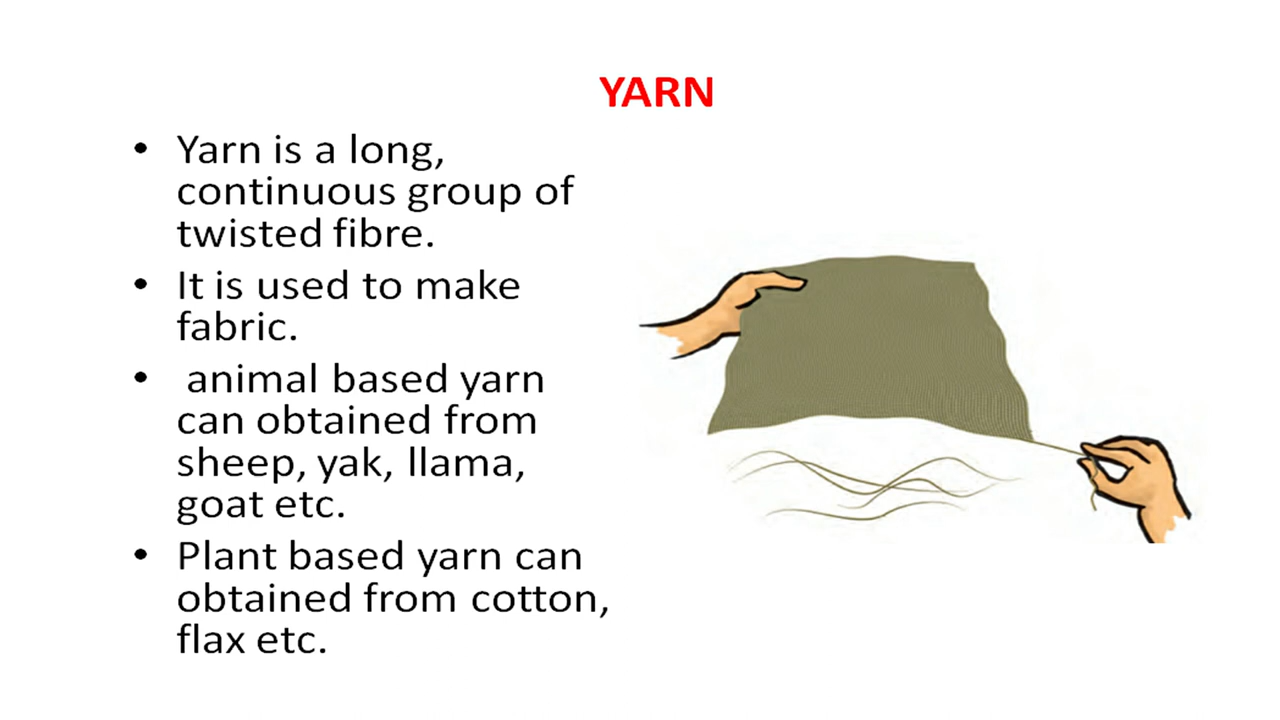 YARN
• Yarn is a long,
continuous group of
twisted fibre.
• It is used to make
fabric.
• animal based yarn
can obtained from
sheep, yak, llama,
goat etc.
• Plant based yarn can
obtained from cotton,
flax etc.